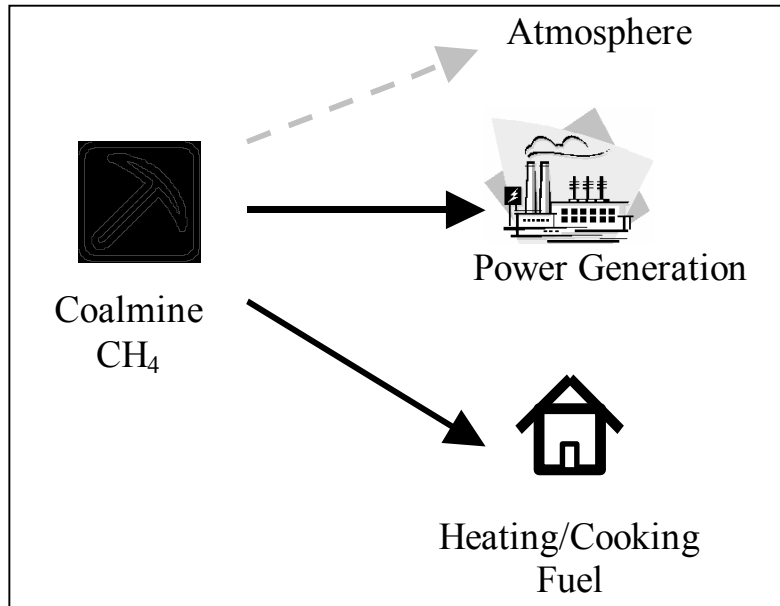 Atmosphere
Power Generation
Coalmine
CH₄
Heating/Cooking
Fuel